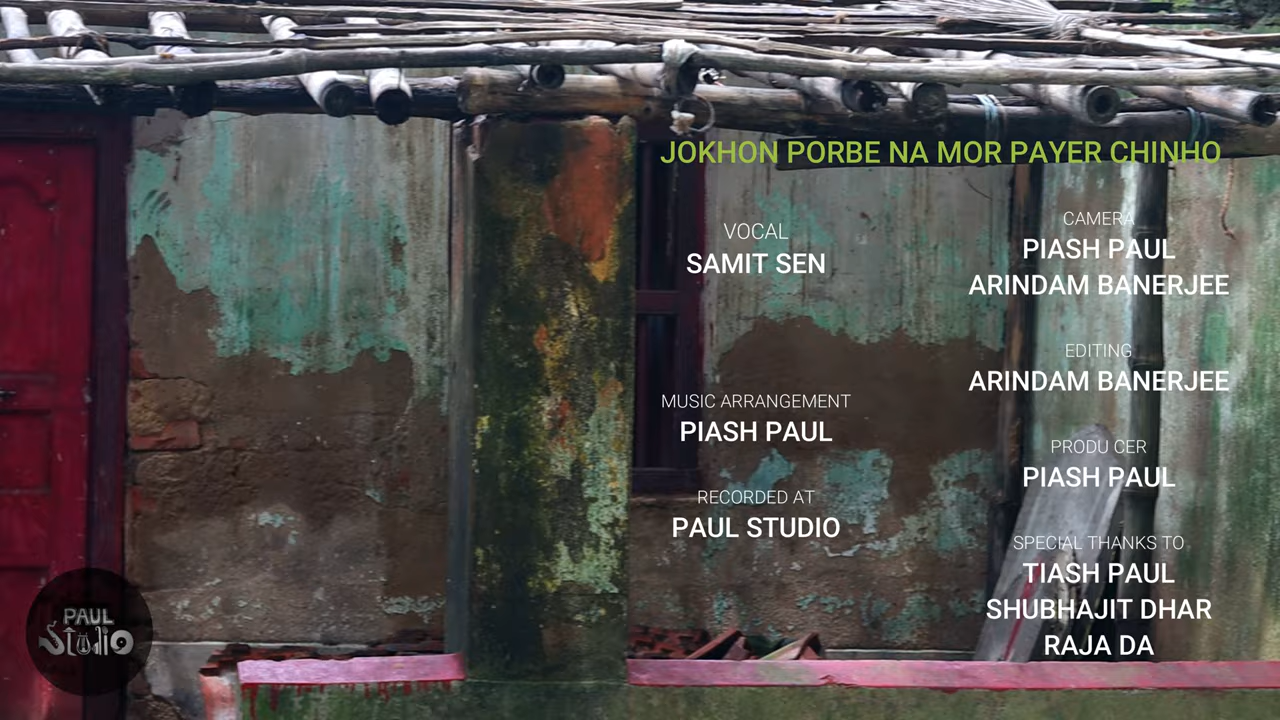 JOKHON PORBE NA MOR PAYER CHINHO
VOCAL
SAMIT SEN
MUSIC ARRANGEMENT
PIASH PAUL
RECORDED AT
PAUL STUDIO
CAMERA
PIASH PAUL
ARINDAM BANERJEE
EDITING
ARINDAM BANERJEE
PRODU CER
PIASH PAUL
SPECIAL THANKS TO
TIASH PAUL
SHUBHAJIT DHAR
RAJA DA
PAUL
Studio